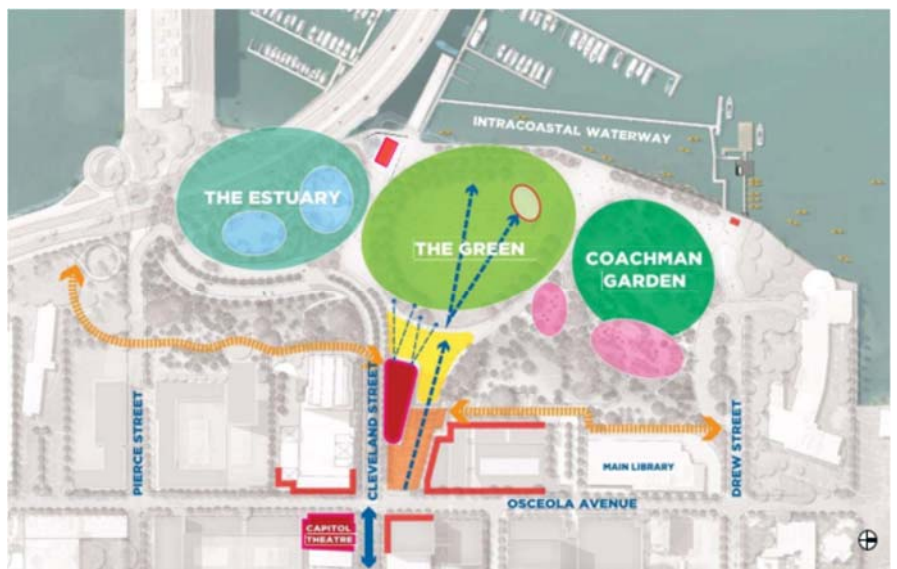 INTRACOASTAL WATERWAY
THE ESTUARY
THE GREEN
COACHMAN
GARDEN
PIERCE STREET
CLEVELAND STREET
DREW STREET
MAIN LIBRARY
OSCEOLA AVENUE
CAPITOL
THEATRE